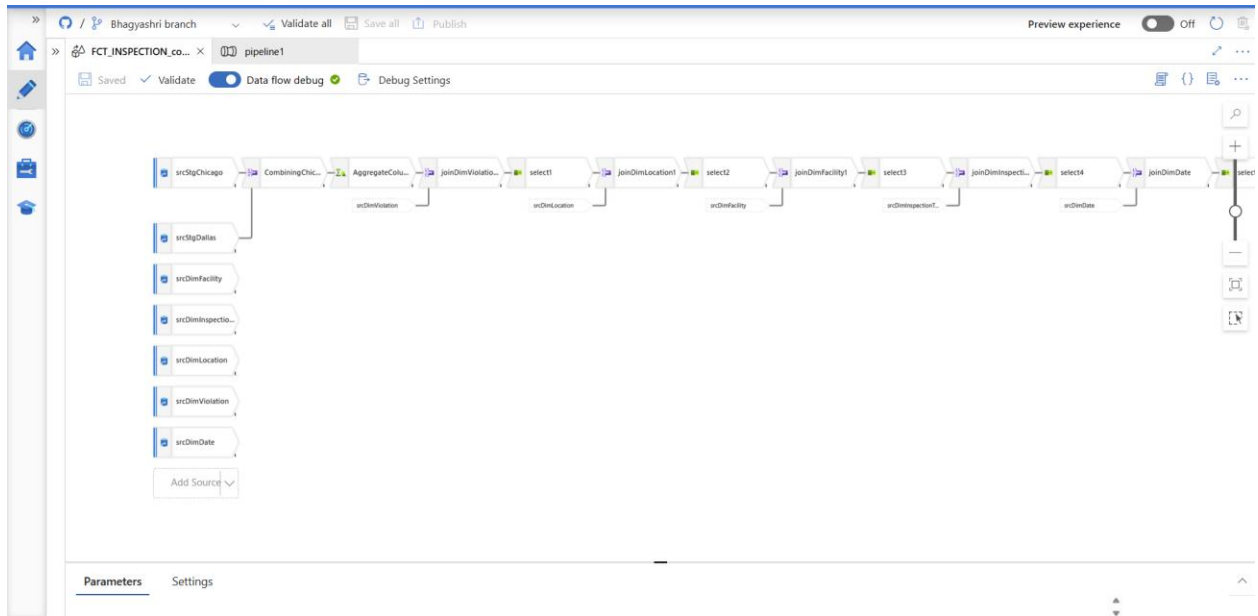 » / Bhagyashri branch Validate all Save all Publish Preview experience Off
» FCT_INSPECTION_co... × pipeline1
Saved Validate Data flow debug Debug Settings
srcStgChicago CombiningChic... AggregateColu... joinDimViolatio... select1 joinDimLocation1 select2 joinDimFacility1 select3 joinDimInspecti... select4 joinDimDate select
srcDimViolation srcDimLocation srcDimFacility srcDimInspectionT... srcDimDate
srcStgDallas
srcDimFacility
srcDimInspectio...
srcDimLocation
srcDimViolation
srcDimDate
Add Source
Parameters Settings